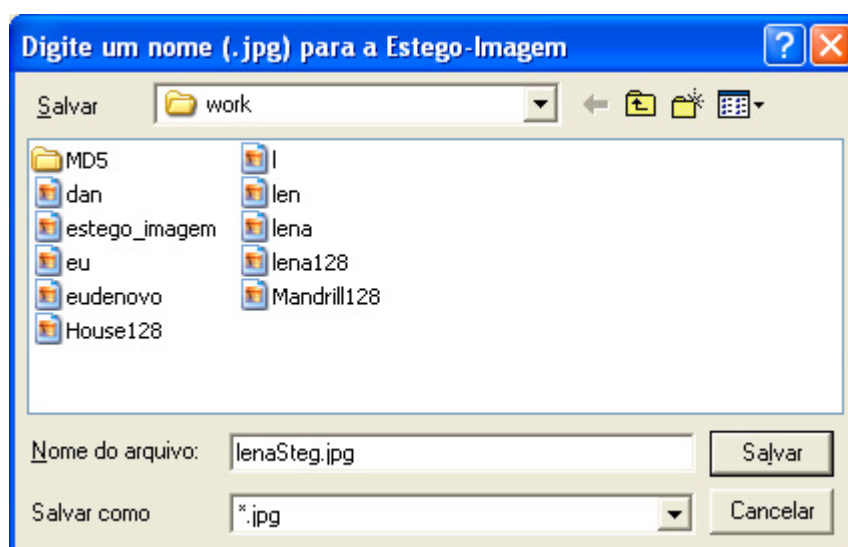 Digite um nome (.jpg) para a Estego-Imagem
Salvar work
MD5 l
dan len
estego_imagem lena
eu lena128
eudenovo Mandrill128
House128
Nome do arquivo: lenaSteg.jpg Salvar
Salvar como *.jpg Cancelar